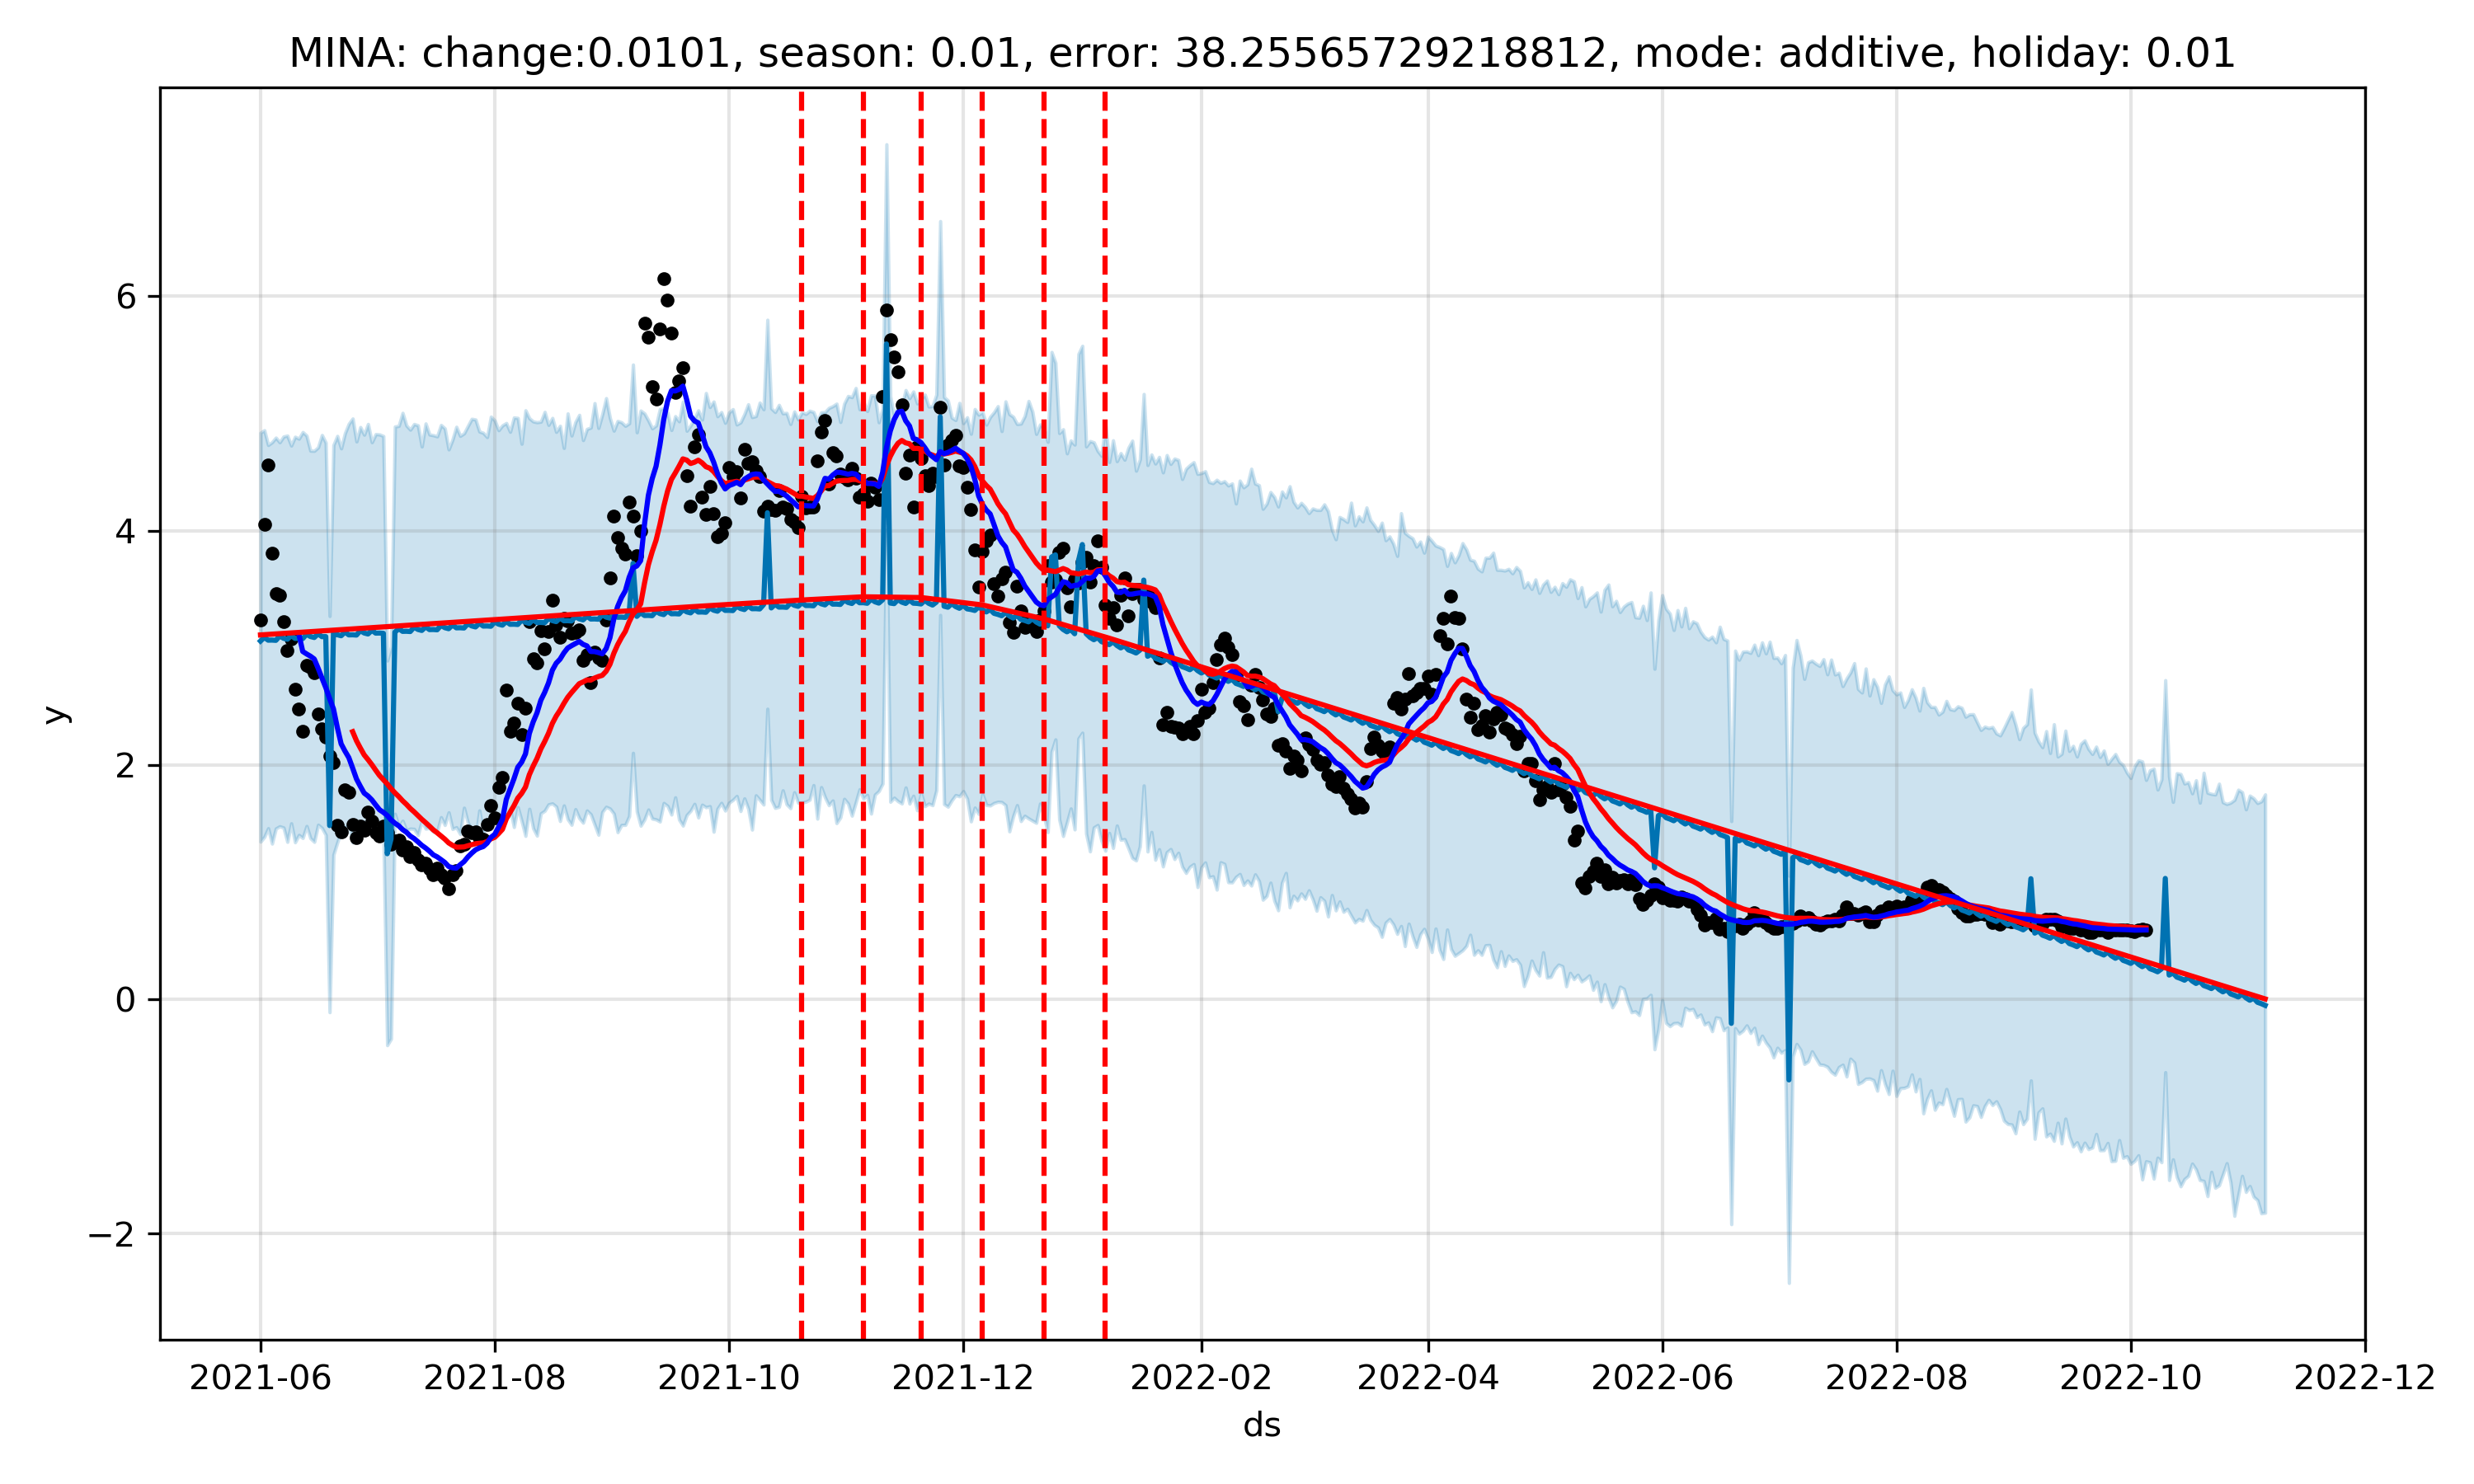 MINA: change:0.0101, season: 0.01, error: 38.25565729218812, mode: additive, holiday: 0.01
y
6
4
2
0
−2
2021-06 2021-08 2021-10 2021-12 2022-02 2022-04 2022-06 2022-08 2022-10 2022-12
ds